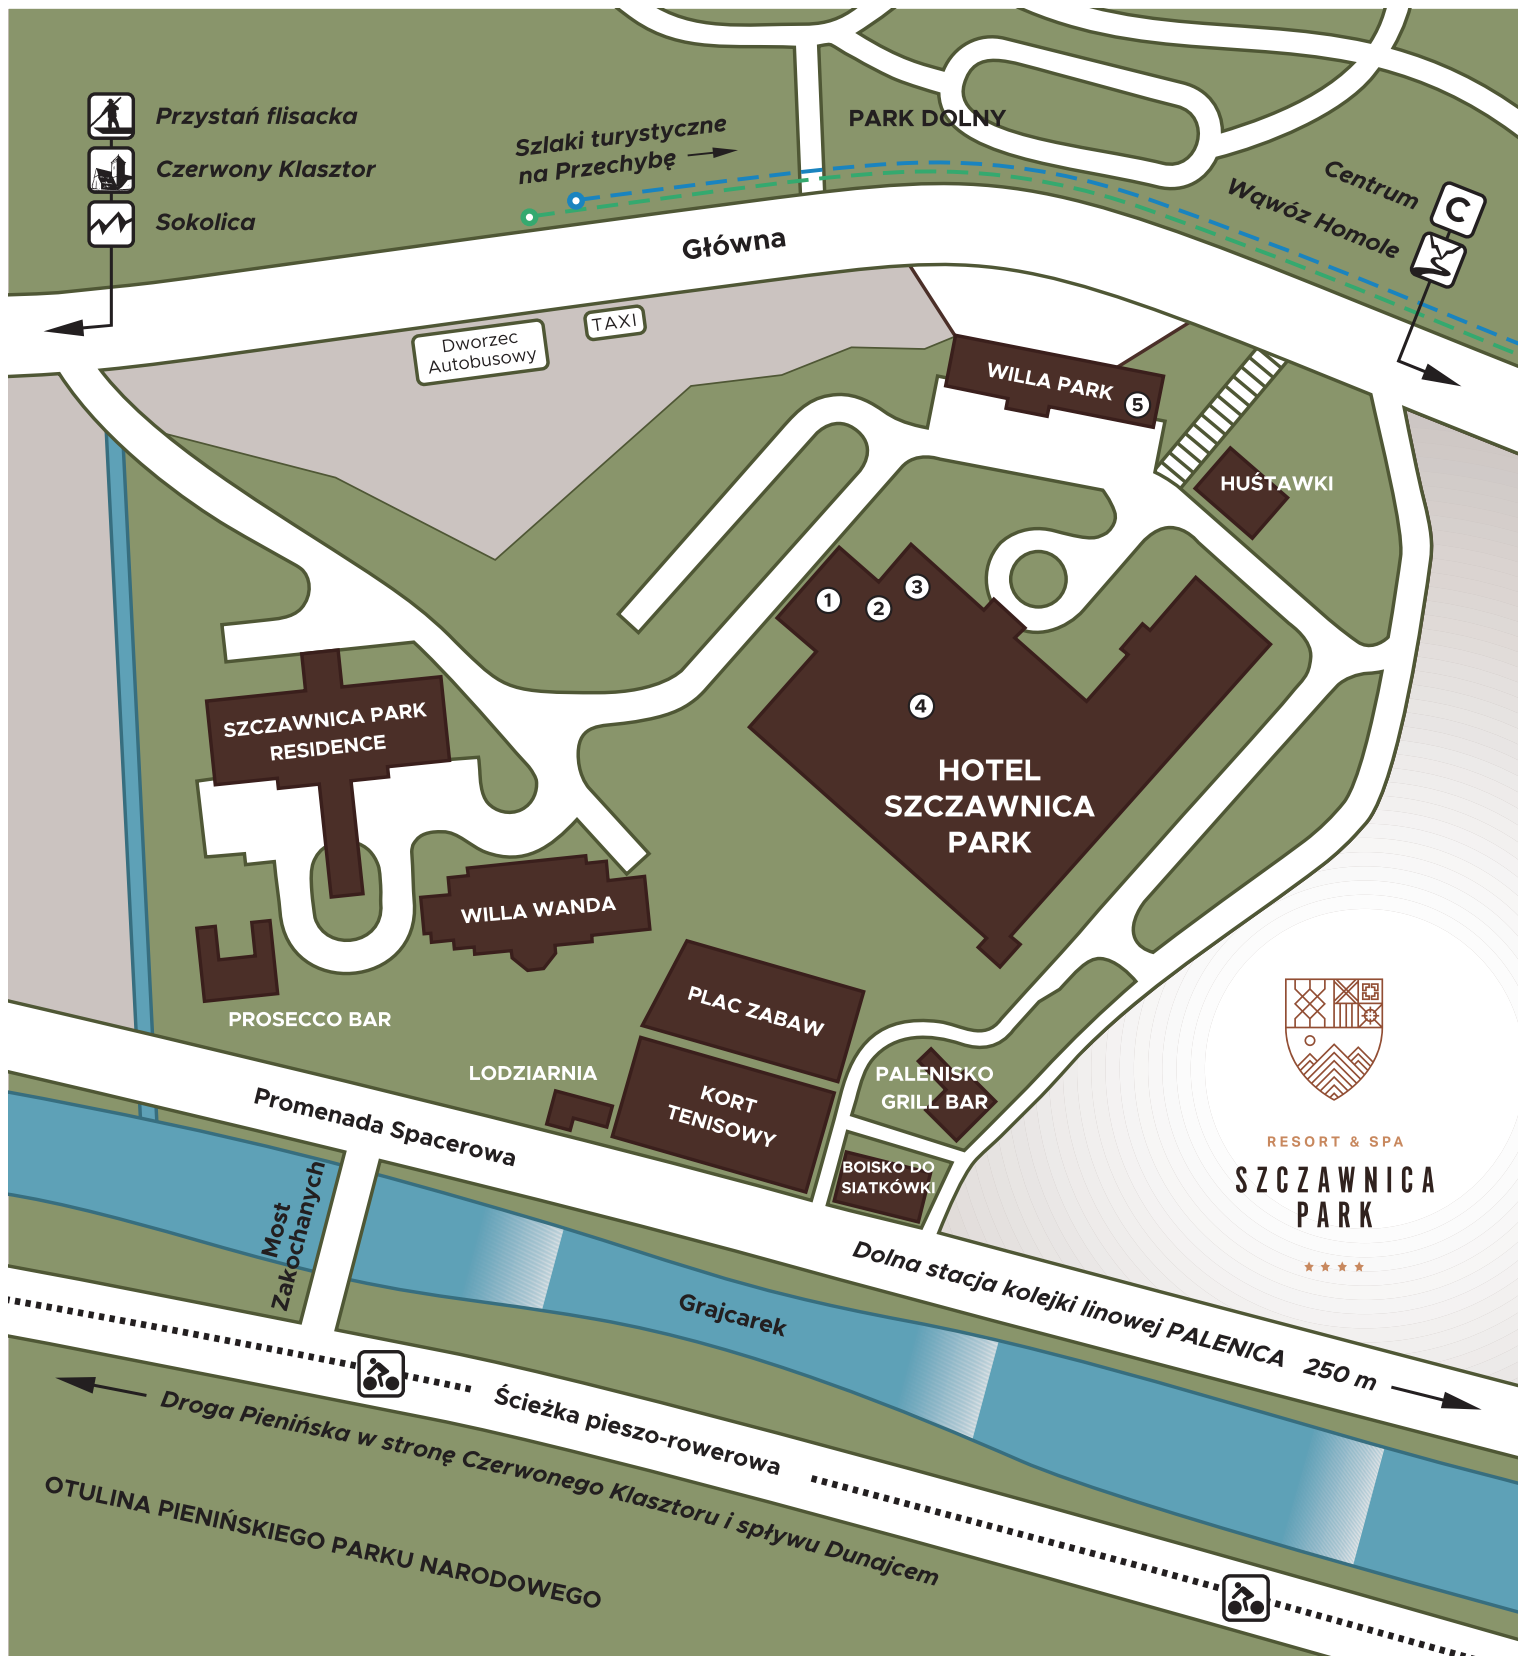 Przystań flisacka
Czerwony Klasztor
Sokolica
Szlaki turystyczne
na Przechybę
PARK DOLNY
Centrum
Wąwóz Homole
C
Główna
Dworzec
Autobusowy
TAXI
WILLA PARK
5
HUŚTAWKI
1
2
3
4
HOTEL
SZCZAWNICA
PARK
SZCZAWNICA PARK
RESIDENCE
WILLA WANDA
PROSECCO BAR
PLAC ZABAW
LODZIARNIA
KORT
TENISOWY
PALENISKO
GRILL BAR
BOISKO DO
SIATKÓWKI
RESORT & SPA
SZCZAWNICA
PARK
Promenada Spacerowa
Most
Zakochanych
Dolna stacja kolejki linowej PALENICA 250 m
Grajcarek
Ścieżka pieszo-rowerowa
Droga Pienińska w stronę Czerwonego Klasztoru i spływu Dunajcem
OTULINA PIENIŃSKIEGO PARKU NARODOWEGO